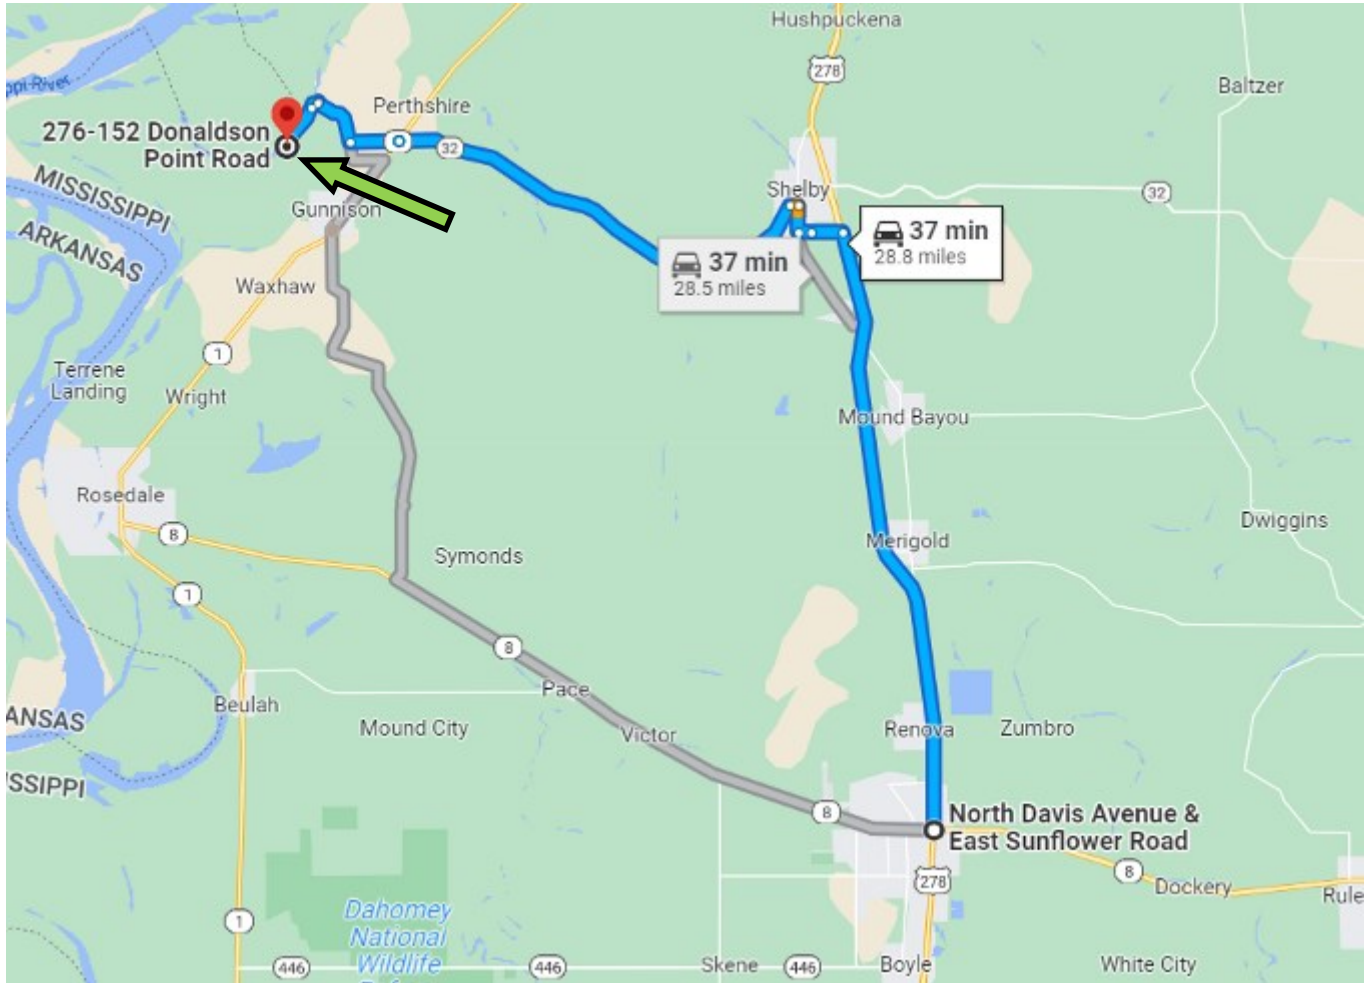 Hushpuckena
278
Baltzer
ppi River
Perthshire
276-152 Donaldson
Point Road
32
MISSISSIPPI
ARKANSAS
Gunnison
Shelby
32
37 min
28.8 miles
37 min
28.5 miles
Waxhaw
1
Terrene
Landing
Wright
Mound Bayou
Rosedale
8
Symonds
Merigold
Dwiggins
1
8
Pace
Beulah
Mound City
Victor
Renova
Zumbro
ANSAS
ISSIPPI
8
North Davis Avenue &
East Sunflower Road
278
8
Dockery
Rule
1
Dahomey
National
Wildlife
446
446
Skene
446
Boyle
White City